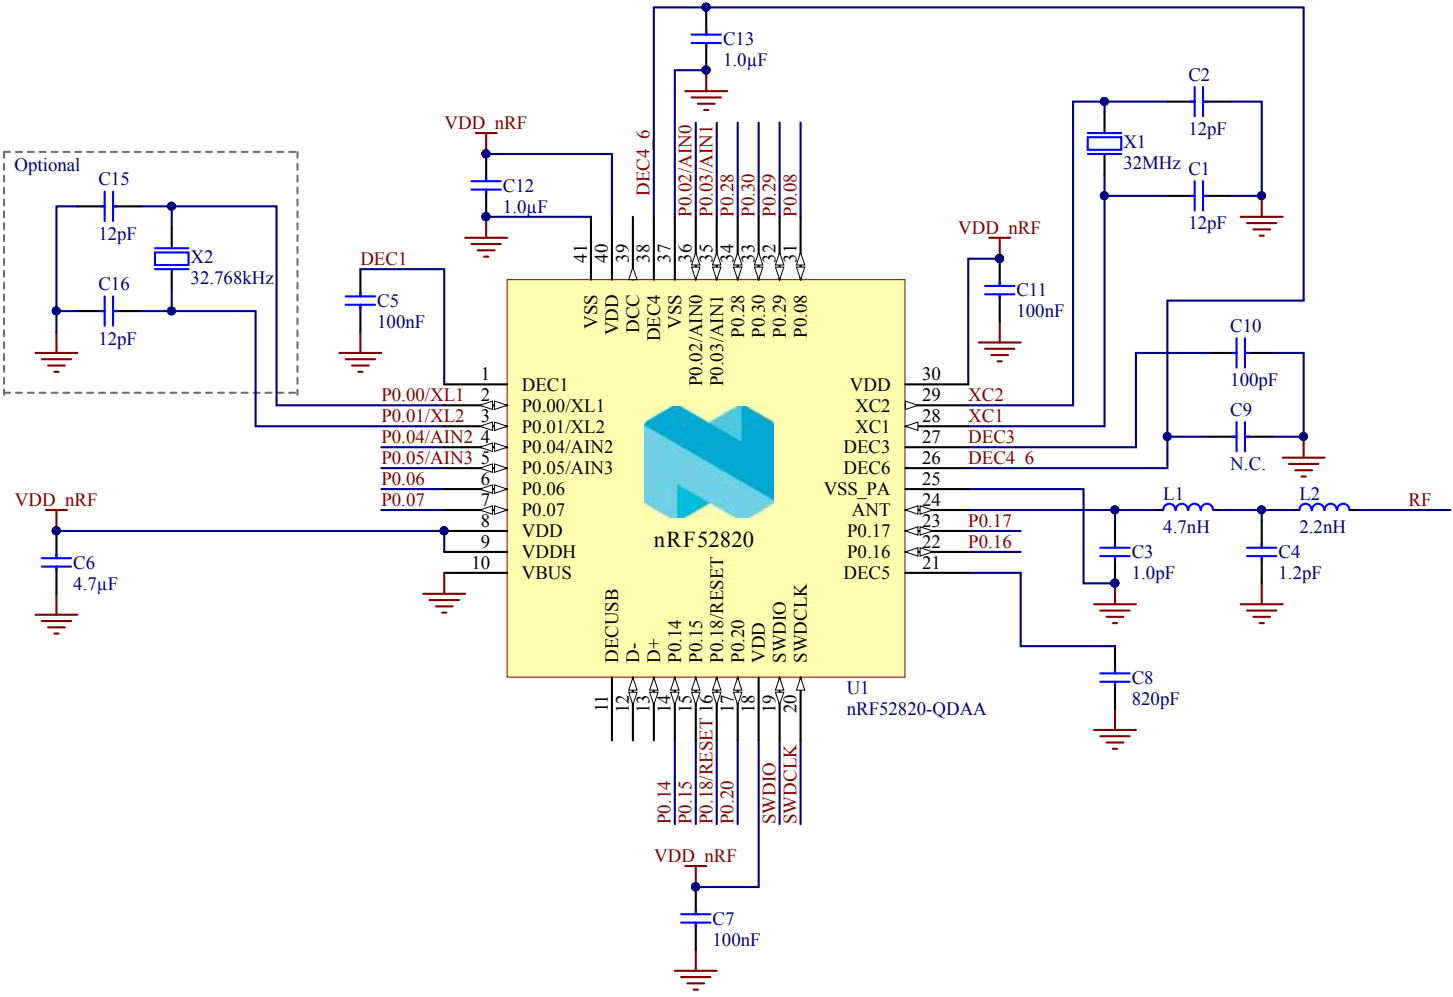 C13
1.0µF
C2
12pF
X1
32MHz
C1
12pF
VDD_nRF
C12
1.0µF
DEC4_6
P0.02/AIN0
P0.03/AIN1
P0.28
P0.30
P0.29
P0.08
Optional
C15
12pF
X2
32.768kHz
C16
12pF
DEC1
C5
100nF
VDD_nRF
C11
100nF
C10
100pF
C9
N.C.
41
40
39
38
37
36
35
34
33
32
31
VSS
VDD
DCC
DEC4
VSS
P0.02/AIN0
P0.03/AIN1
P0.28
P0.30
P0.29
P0.08
1 DEC1
P0.00/XL1 2 P0.00/XL1
P0.01/XL2 3 P0.01/XL2
P0.04/AIN2 4 P0.04/AIN2
P0.05/AIN3 5 P0.05/AIN3
P0.06 6 P0.06
P0.07 7 P0.07
8 VDD
9 VDDH
10 VBUS
VDD_nRF
C6
4.7µF
nRF52820
VDD 30
XC2 29 XC2
XC1 28 XC1
DEC3 27 DEC3
DEC6 26 DEC4_6
VSS_PA 25
ANT 24
P0.17 23 P0.17
P0.16 22 P0.16
DEC5 21
L1
4.7nH
L2
2.2nH
RF
C3
1.0pF
C4
1.2pF
C8
820pF
DECUSB
D-
D+
P0.14
P0.15
P0.18/RESET
P0.20
VDD
SWDIO
SWDCLK
11
12
13
14
15
16
17
18
19
20
U1
nRF52820-QDAA
P0.14
P0.15
P0.18/RESET
P0.20
SWDIO
SWDCLK
VDD_nRF
C7
100nF